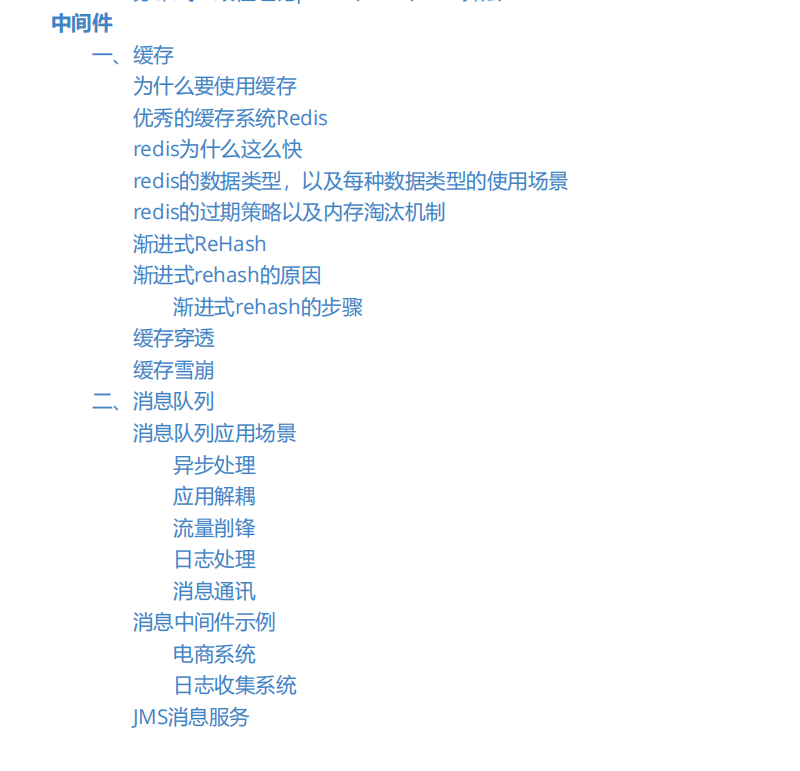 中间件
一、缓存
为什么要使用缓存
优秀的缓存系统Redis
redis为什么这么快
redis的数据类型，以及每种数据类型的使用场景
redis的过期策略以及内存淘汰机制
渐进式ReHash
渐进式rehash的原因
渐进式rehash的步骤
缓存穿透
缓存雪崩
二、消息队列
消息队列应用场景
异步处理
应用解耦
流量削锋
日志处理
消息通讯
消息中间件示例
电商系统
日志收集系统
JMS消息服务